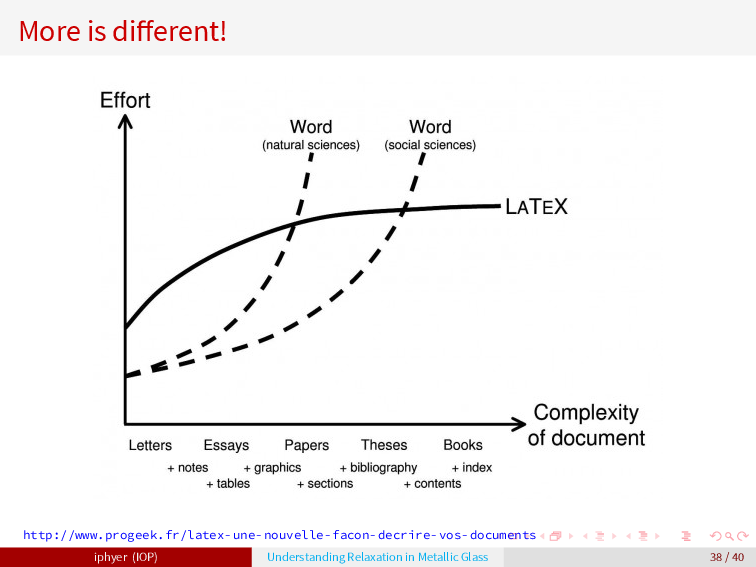 More is different!
Effort
Word Word
(natural sciences) (social sciences)
LATEX
Complexity
of document
Letters Essays Papers Theses Books
+ notes + graphics + bibliography + index
+ tables + sections + contents
http://www.progeek.fr/latex-une-nouvelle-facon-decrire-vos-documents
iphyer (IOP) Understanding Relaxation in Metallic Glass 38 / 40